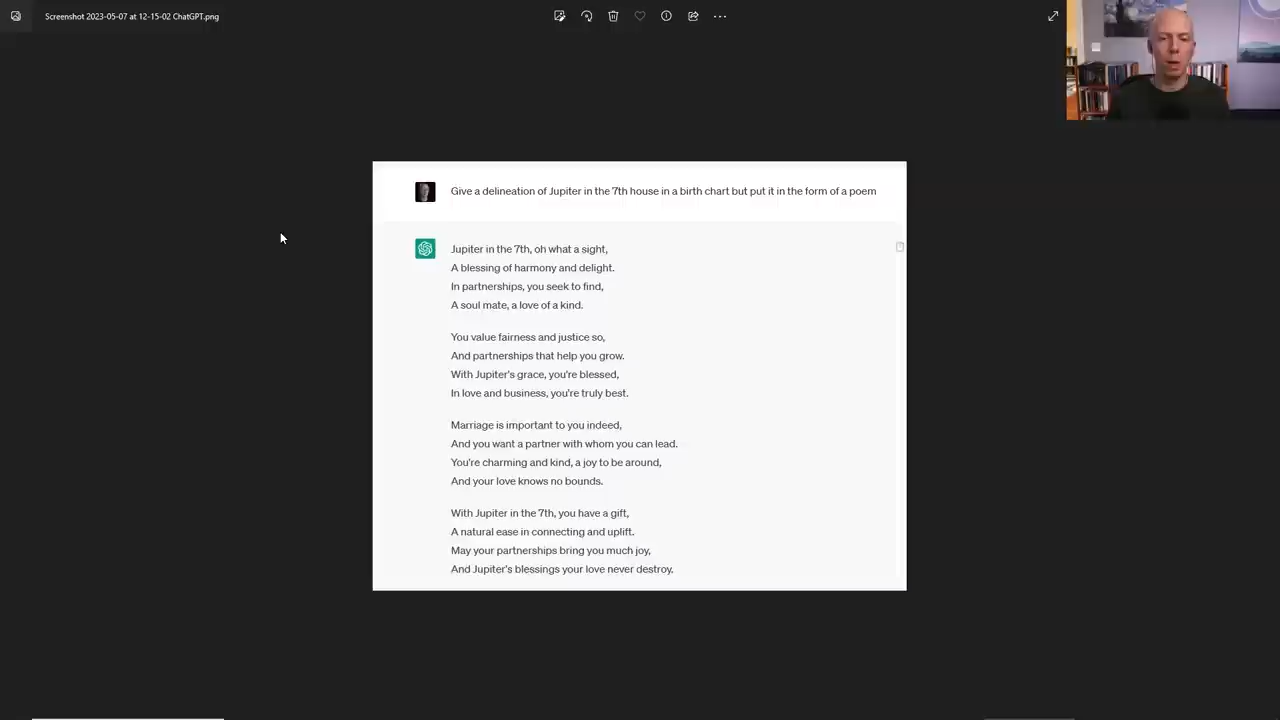 Screenshot 2023-05-07 at 12-15-02 ChatGPT.png
Give a delineation of Jupiter in the 7th house in a birth chart but put it in the form of a poem
Jupiter in the 7th, oh what a sight,
A blessing of harmony and delight.
In partnerships, you seek to find,
A soul mate, a love of a kind.
You value fairness and justice so,
And partnerships that help you grow.
With Jupiter's grace, you're blessed,
In love and business, you're truly best.
Marriage is important to you indeed,
And you want a partner with whom you can lead.
You're charming and kind, a joy to be around,
And your love knows no bounds.
With Jupiter in the 7th, you have a gift,
A natural ease in connecting and uplift.
May your partnerships bring you much joy,
And Jupiter's blessings your love never destroy.